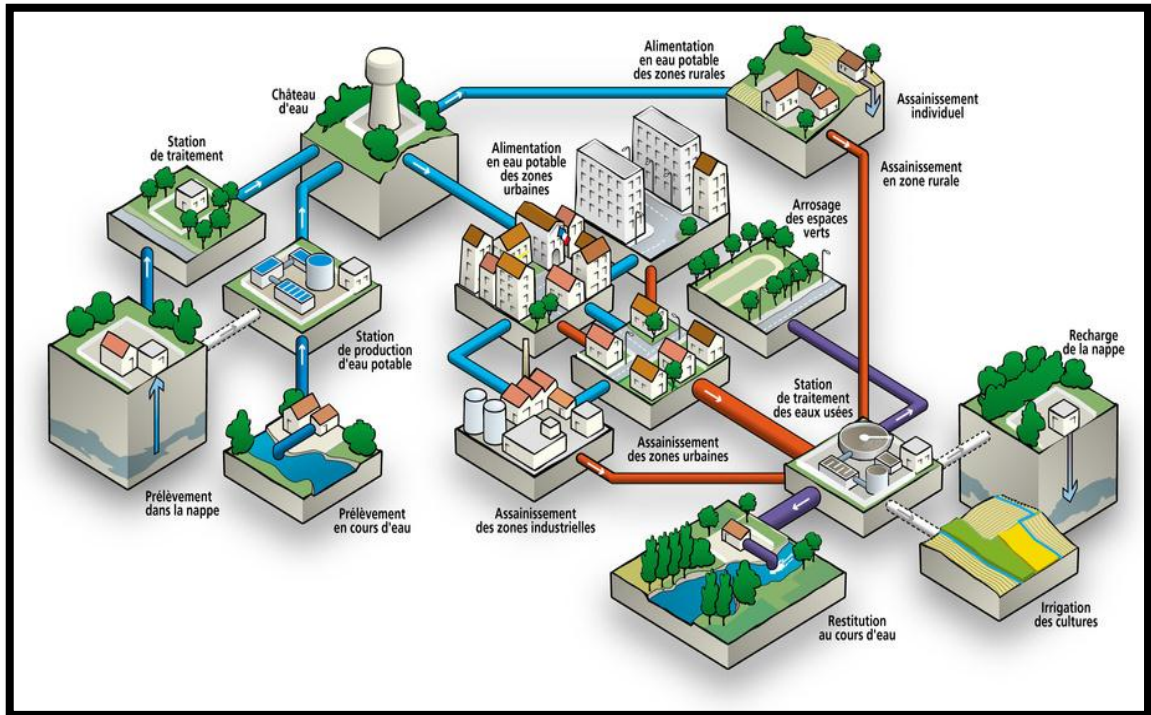 Alimentation
en eau potable
des zones rurales
Château
d'eau
Assainissement
individuel
Station
de traitement
Alimentation
en eau potable
des zones
urbaines
Assainissement
en zone rurale
Arrosage
des espaces
verts
Station
de production
d'eau potable
Recharge
de la nappe
Station
de traitement
des eaux usées
Assainissement
des zones urbaines
Prélèvement
dans la nappe
Prélèvement
en cours d'eau
Assainissement
des zones industrielles
Restitution
au cours d'eau
Irrigation
des cultures